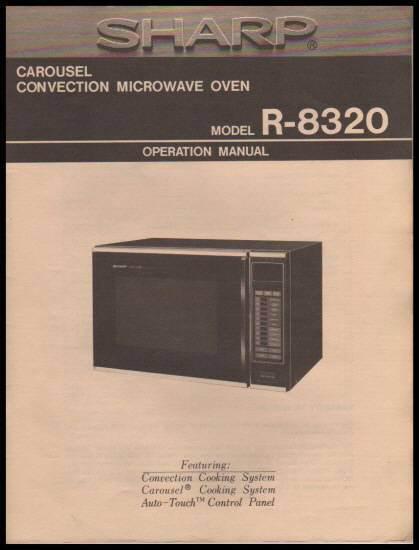 SHARP®
CAROUSEL
CONVECTION MICROWAVE OVEN
MODEL R-8320
OPERATION MANUAL
SHARP
Featuring:
Convection Cooking System
Carousel® Cooking System
Auto-Touch™ Control Panel